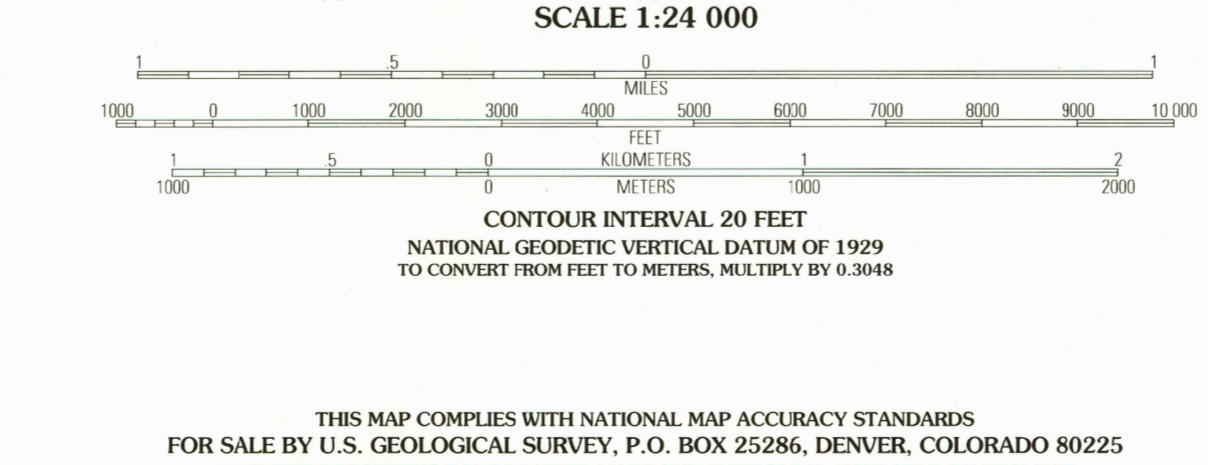 SCALE 1:24 000
1 .5 0 1
MILES
1000 0 1000 2000 3000 4000 5000 6000 7000 8000 9000 10 000
FEET
1 .5 0 KILOMETERS 1 2
1000 0 METERS 1000 2000
CONTOUR INTERVAL 20 FEET
NATIONAL GEODETIC VERTICAL DATUM OF 1929
TO CONVERT FROM FEET TO METERS, MULTIPLY BY 0.3048
THIS MAP COMPLIES WITH NATIONAL MAP ACCURACY STANDARDS
FOR SALE BY U.S. GEOLOGICAL SURVEY, P.O. BOX 25286, DENVER, COLORADO 80225